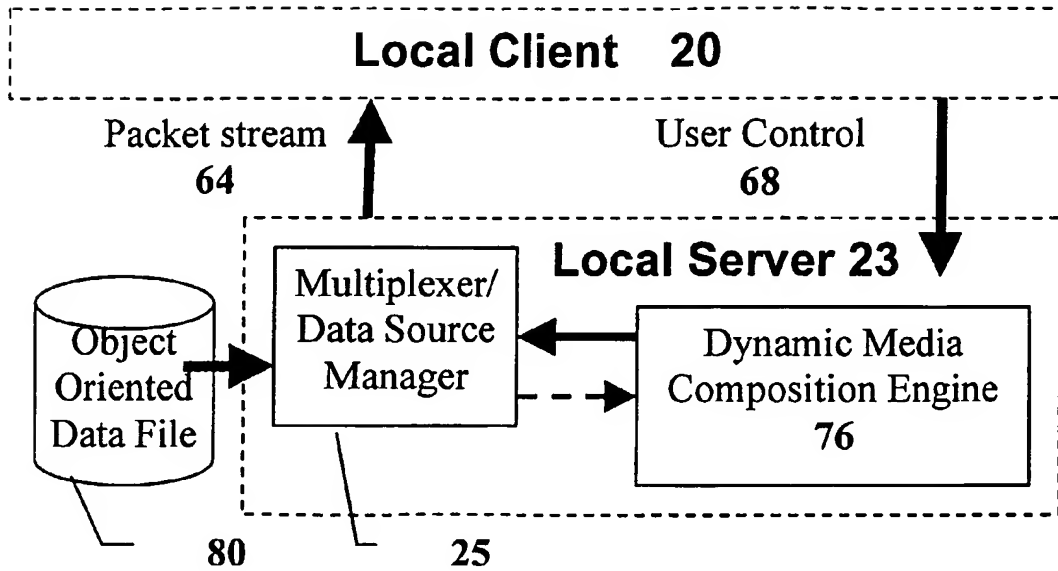 Local Client 20
Packet stream
64
User Control
68
Local Server 23
Multiplexer/
Data Source
Manager
Object
Oriented
Data File
Dynamic Media
Composition Engine
76
80
25